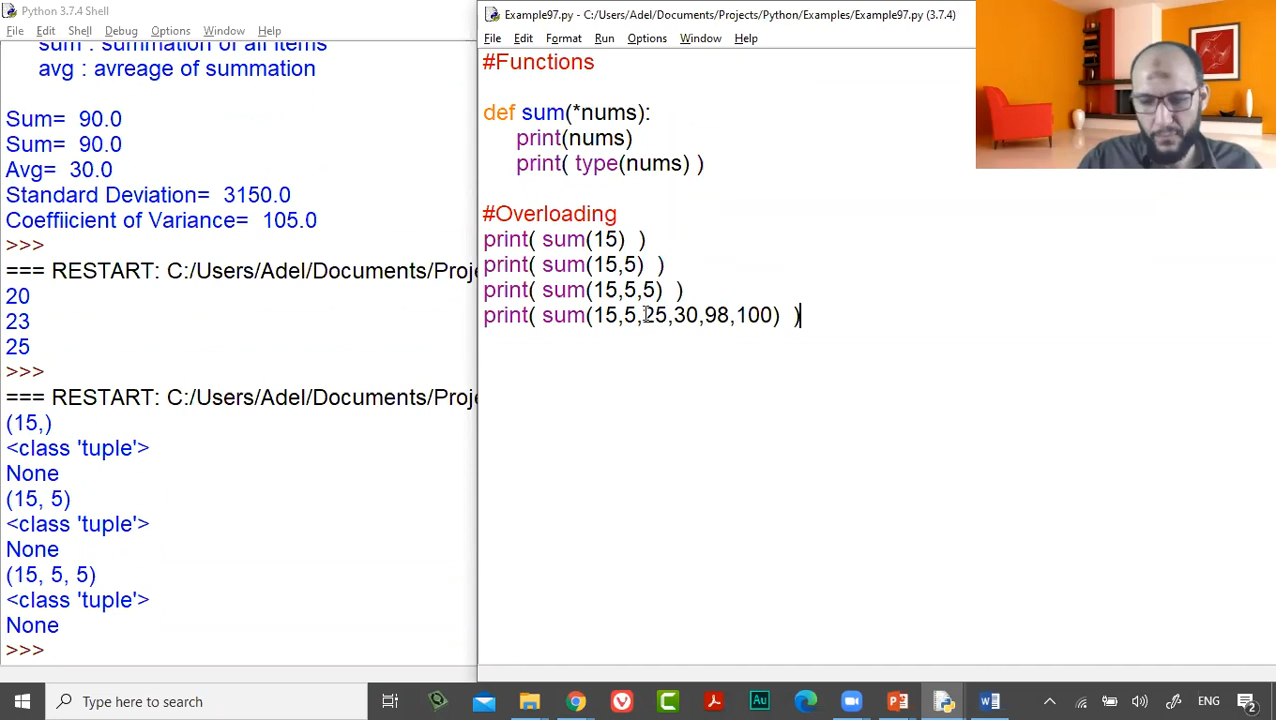 Python 3.7.4 Shell
File Edit Shell Debug Options Window Help
sum : summation of all items
avg : avreage of summation
Sum= 90.0
Sum= 90.0
Avg= 30.0
Standard Deviation= 3150.0
Coeffiicient of Variance= 105.0
>>>
=== RESTART: C:/Users/Adel/Documents/Proje
20
23
25
>>>
=== RESTART: C:/Users/Adel/Documents/Proje
(15,)
<class 'tuple'>
None
(15, 5)
<class 'tuple'>
None
(15, 5, 5)
<class 'tuple'>
None
>>>
Example97.py - C:/Users/Adel/Documents/Projects/Python/Examples/Example97.py (3.7.4)
File Edit Format Run Options Window Help
#Functions
def sum(*nums):
print(nums)
print( type(nums) )
#Overloading
print( sum(15) )
print( sum(15,5) )
print( sum(15,5,5) )
print( sum(15,5,25,30,98,100) )
Type here to search
Au
ENG
2